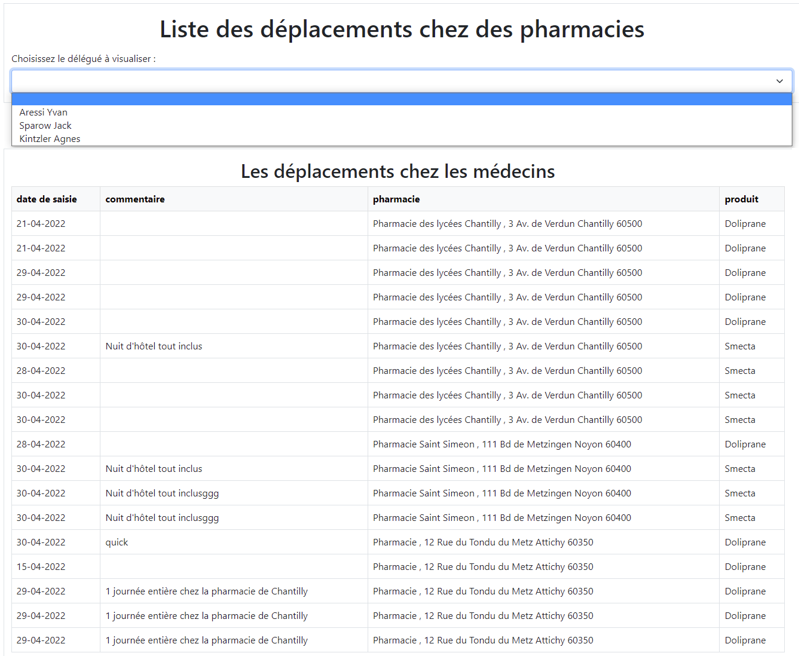 Liste des déplacements chez des pharmacies
Choisissez le délégué à visualiser :
Aressi Yvan
Sparow Jack
Kintzler Agnes
Les déplacements chez les médecins
date de saisie commentaire pharmacie produit
21-04-2022 Pharmacie des lycées Chantilly , 3 Av. de Verdun Chantilly 60500 Doliprane
21-04-2022 Pharmacie des lycées Chantilly , 3 Av. de Verdun Chantilly 60500 Doliprane
29-04-2022 Pharmacie des lycées Chantilly , 3 Av. de Verdun Chantilly 60500 Doliprane
29-04-2022 Pharmacie des lycées Chantilly , 3 Av. de Verdun Chantilly 60500 Doliprane
30-04-2022 Pharmacie des lycées Chantilly , 3 Av. de Verdun Chantilly 60500 Doliprane
30-04-2022 Nuit d'hôtel tout inclus Pharmacie des lycées Chantilly , 3 Av. de Verdun Chantilly 60500 Smecta
28-04-2022 Pharmacie des lycées Chantilly , 3 Av. de Verdun Chantilly 60500 Smecta
30-04-2022 Pharmacie des lycées Chantilly , 3 Av. de Verdun Chantilly 60500 Smecta
30-04-2022 Pharmacie des lycées Chantilly , 3 Av. de Verdun Chantilly 60500 Smecta
28-04-2022 Pharmacie Saint Simeon , 111 Bd de Metzingen Noyon 60400 Doliprane
30-04-2022 Nuit d'hôtel tout inclus Pharmacie Saint Simeon , 111 Bd de Metzingen Noyon 60400 Smecta
30-04-2022 Nuit d'hôtel tout inclusggg Pharmacie Saint Simeon , 111 Bd de Metzingen Noyon 60400 Smecta
30-04-2022 Nuit d'hôtel tout inclusggg Pharmacie Saint Simeon , 111 Bd de Metzingen Noyon 60400 Smecta
30-04-2022 quick Pharmacie , 12 Rue du Tondu du Metz Attichy 60350 Doliprane
15-04-2022 Pharmacie , 12 Rue du Tondu du Metz Attichy 60350 Doliprane
29-04-2022 1 journée entière chez la pharmacie de Chantilly Pharmacie , 12 Rue du Tondu du Metz Attichy 60350 Doliprane
29-04-2022 1 journée entière chez la pharmacie de Chantilly Pharmacie , 12 Rue du Tondu du Metz Attichy 60350 Doliprane
29-04-2022 1 journée entière chez la pharmacie de Chantilly Pharmacie , 12 Rue du Tondu du Metz Attichy 60350 Doliprane